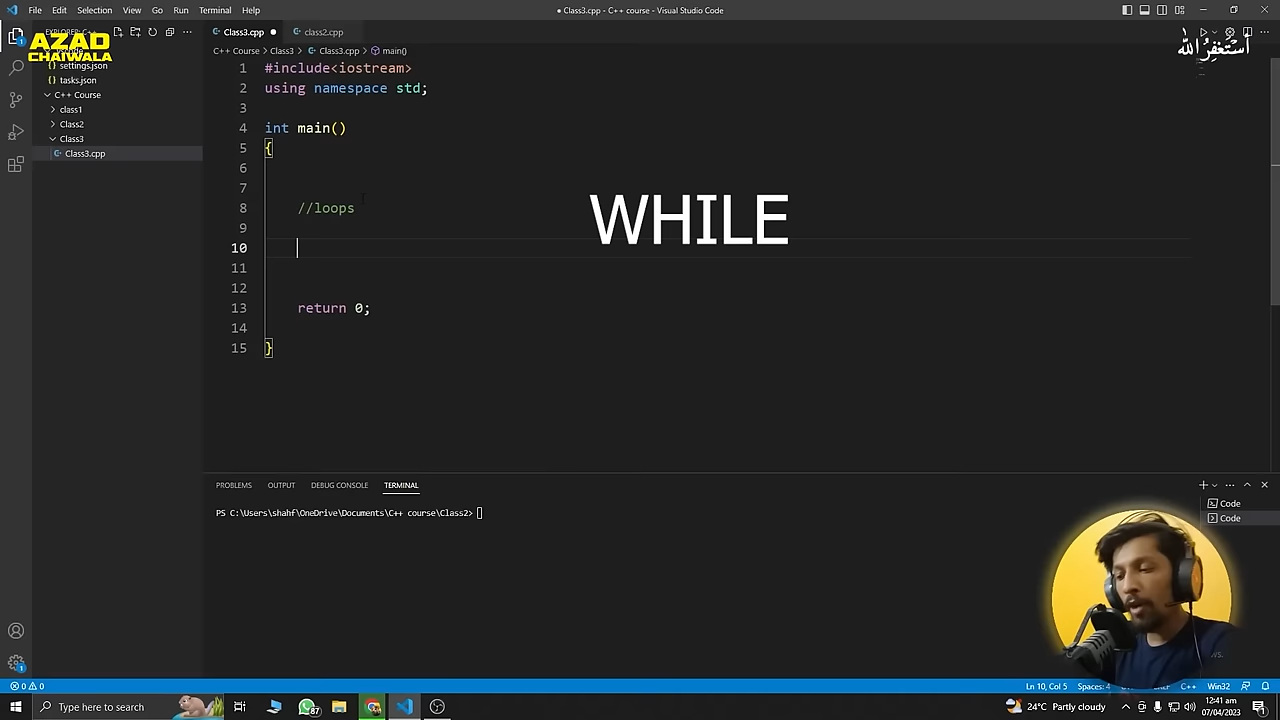 File Edit Selection View Go Run Terminal Help
● Class3.cpp - C++ course - Visual Studio Code
AZAD
CHAIWALA
أستغفر الله
settings.json
tasks.json
C++ Course
class1
Class2
Class3
Class3.cpp
Class3.cpp ● class2.cpp
C++ Course > Class3 > Class3.cpp > main()
1 #include<iostream>
2 using namespace std;
3
4 int main()
5 {
6
7
8 //loops
9
10
11
12
13 return 0;
14
15 }
WHILE
PROBLEMS OUTPUT DEBUG CONSOLE TERMINAL
PS C:\Users\shahf\OneDrive\Documents\C++ course\Class2>
Code
Code
0 0
Ln 10, Col 5 Spaces: 4 C++ Win32
Type here to search
87
24°C Partly cloudy
12:41 am
07/04/2023